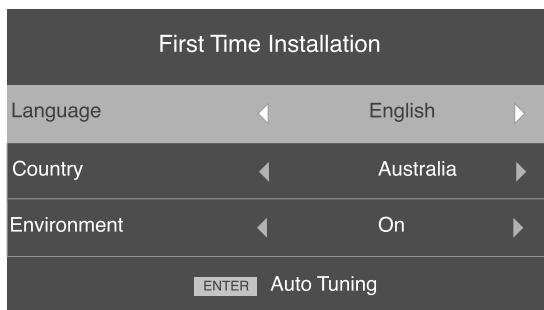 First Time Installation
Language English
Country Australia
Environment On
ENTER Auto Tuning